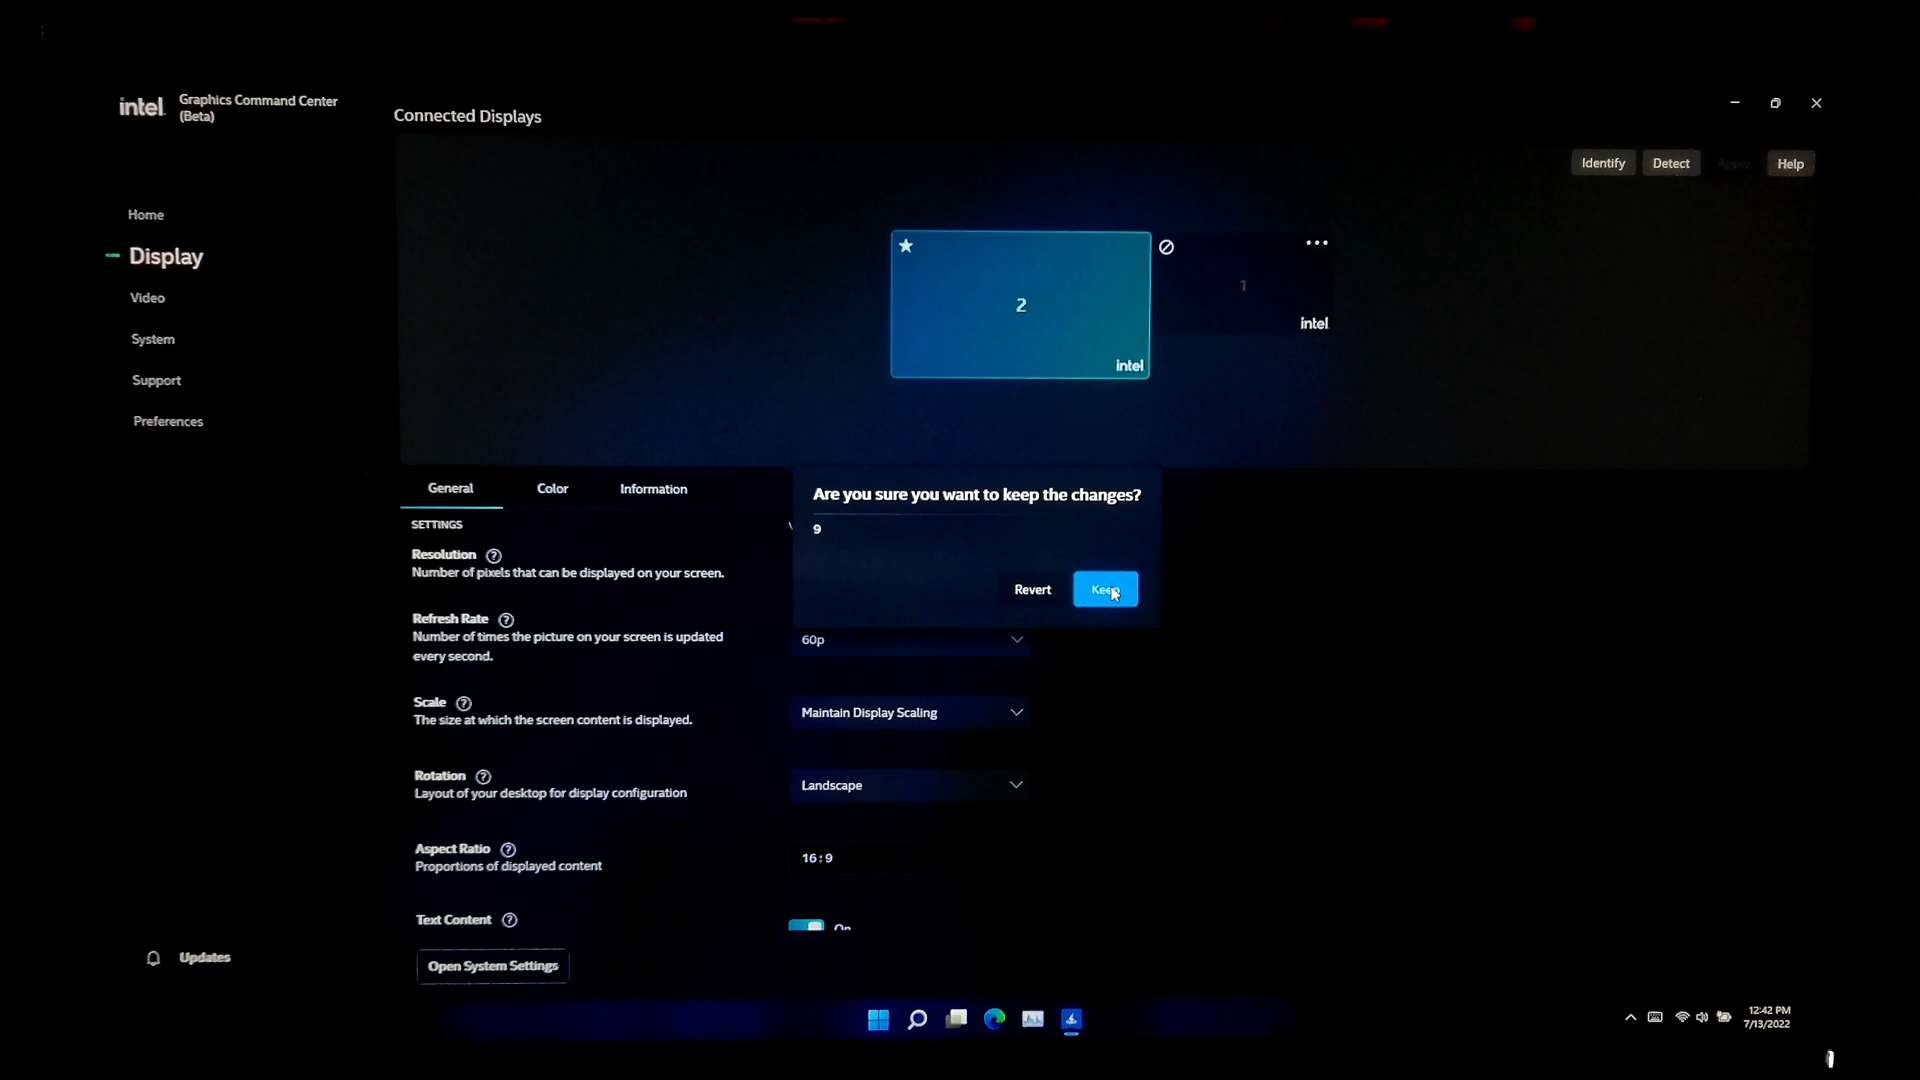 intel.
Graphics Command Center
(Beta)
Connected Displays
Identify
Detect
Apply
Help
Home
Display
Video
System
Support
Preferences
2
intel
1
intel
General
Color
Information
Are you sure you want to keep the changes?
9
Revert
Keep
SETTINGS
Resolution ?
Number of pixels that can be displayed on your screen.
Refresh Rate ?
Number of times the picture on your screen is updated
every second.
60p
Scale ?
The size at which the screen content is displayed.
Maintain Display Scaling
Rotation ?
Layout of your desktop for display configuration
Landscape
Aspect Ratio ?
Proportions of displayed content
16:9
Text Content ?
On
Updates
Open System Settings
12:42 PM
7/13/2022